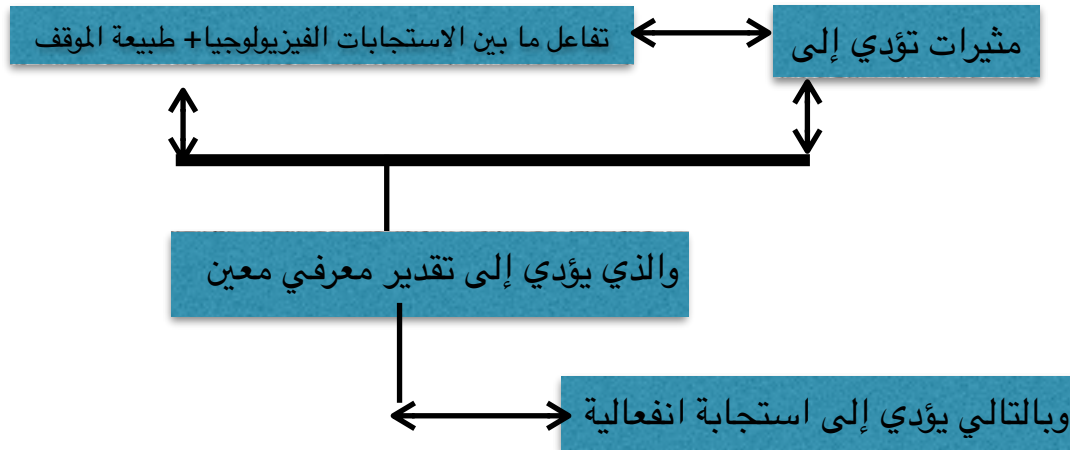 مثيرات تؤدي إلى
تفاعل ما بين الاستجابات الفيزيولوجيا+ طبيعة الموقف
والذي يؤدي إلى تقدير معرفي معين
وبالتالي يؤدي إلى استجابة انفعالية